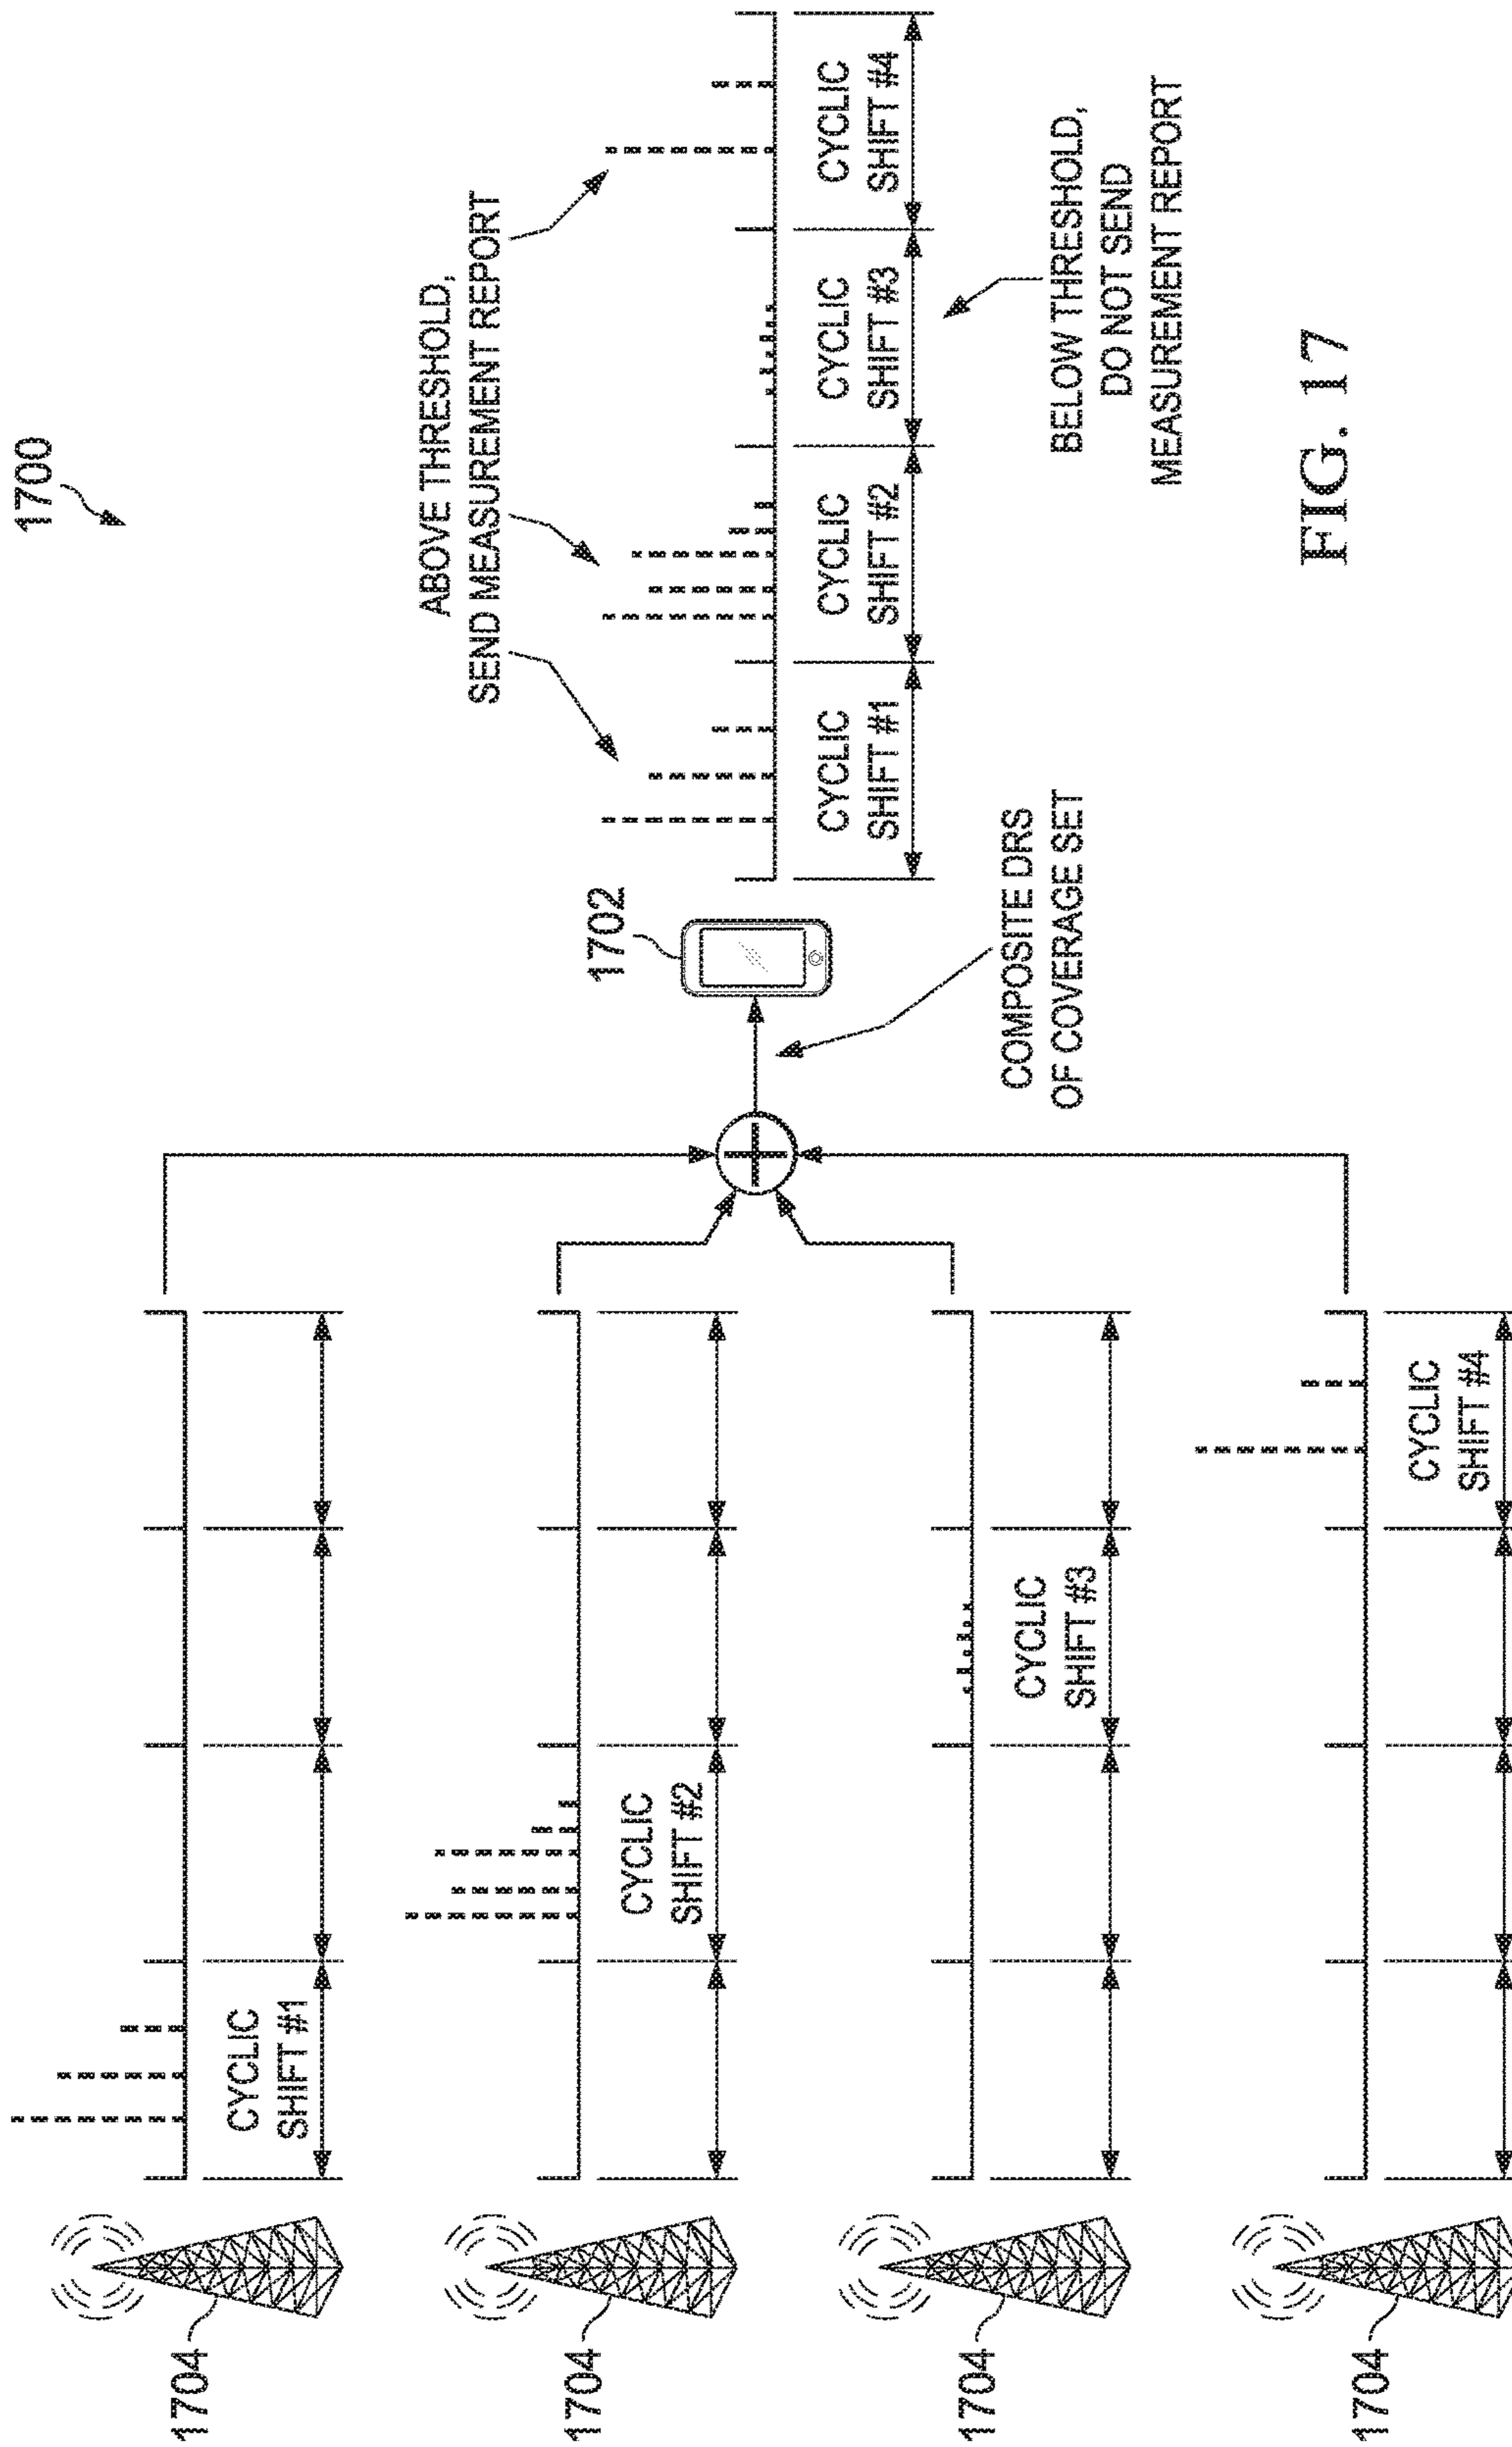 1700
1704
CYCLIC
SHIFT #1
1704
CYCLIC
SHIFT #2
1704
CYCLIC
SHIFT #3
1704
CYCLIC
SHIFT #4
1702
COMPOSITE DRS
OF COVERAGE SET
ABOVE THRESHOLD,
SEND MEASUREMENT REPORT
CYCLIC
SHIFT #1
CYCLIC
SHIFT #2
CYCLIC
SHIFT #3
CYCLIC
SHIFT #4
BELOW THRESHOLD,
DO NOT SEND
MEASUREMENT REPORT
FIG. 17